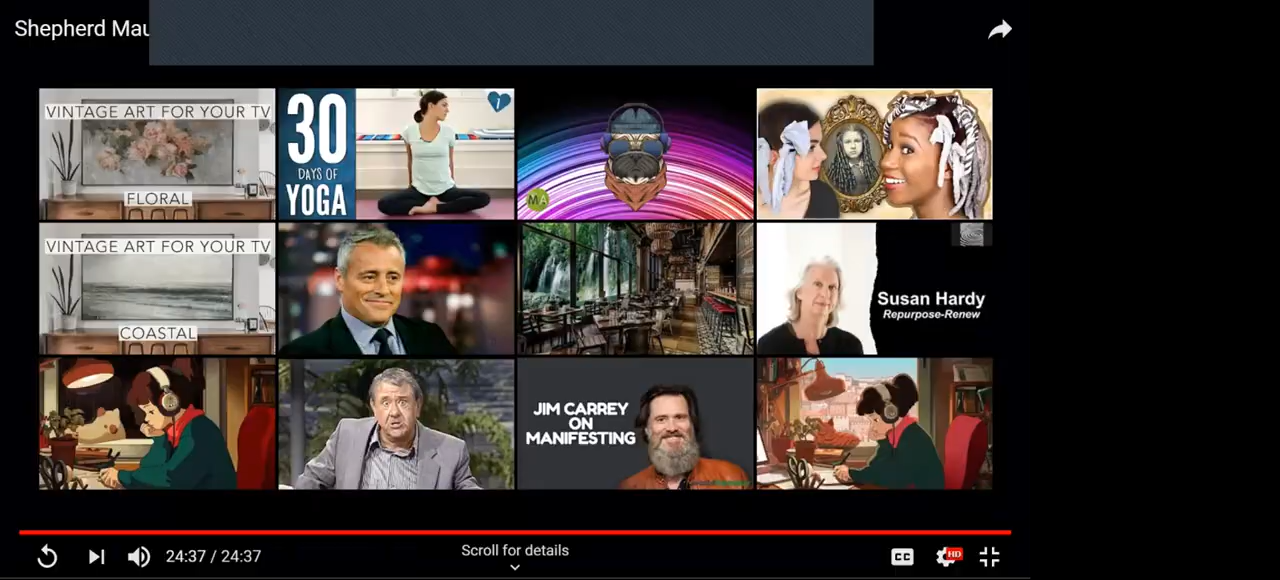 Shepherd Mau
VINTAGE ART FOR YOUR TV
FLORAL
30
DAYS OF
YOGA
i
MA
VINTAGE ART FOR YOUR TV
COASTAL
Susan Hardy
Repurpose-Renew
JIM CARREY
ON
MANIFESTING
24:37 / 24:37
Scroll for details
CC
HD